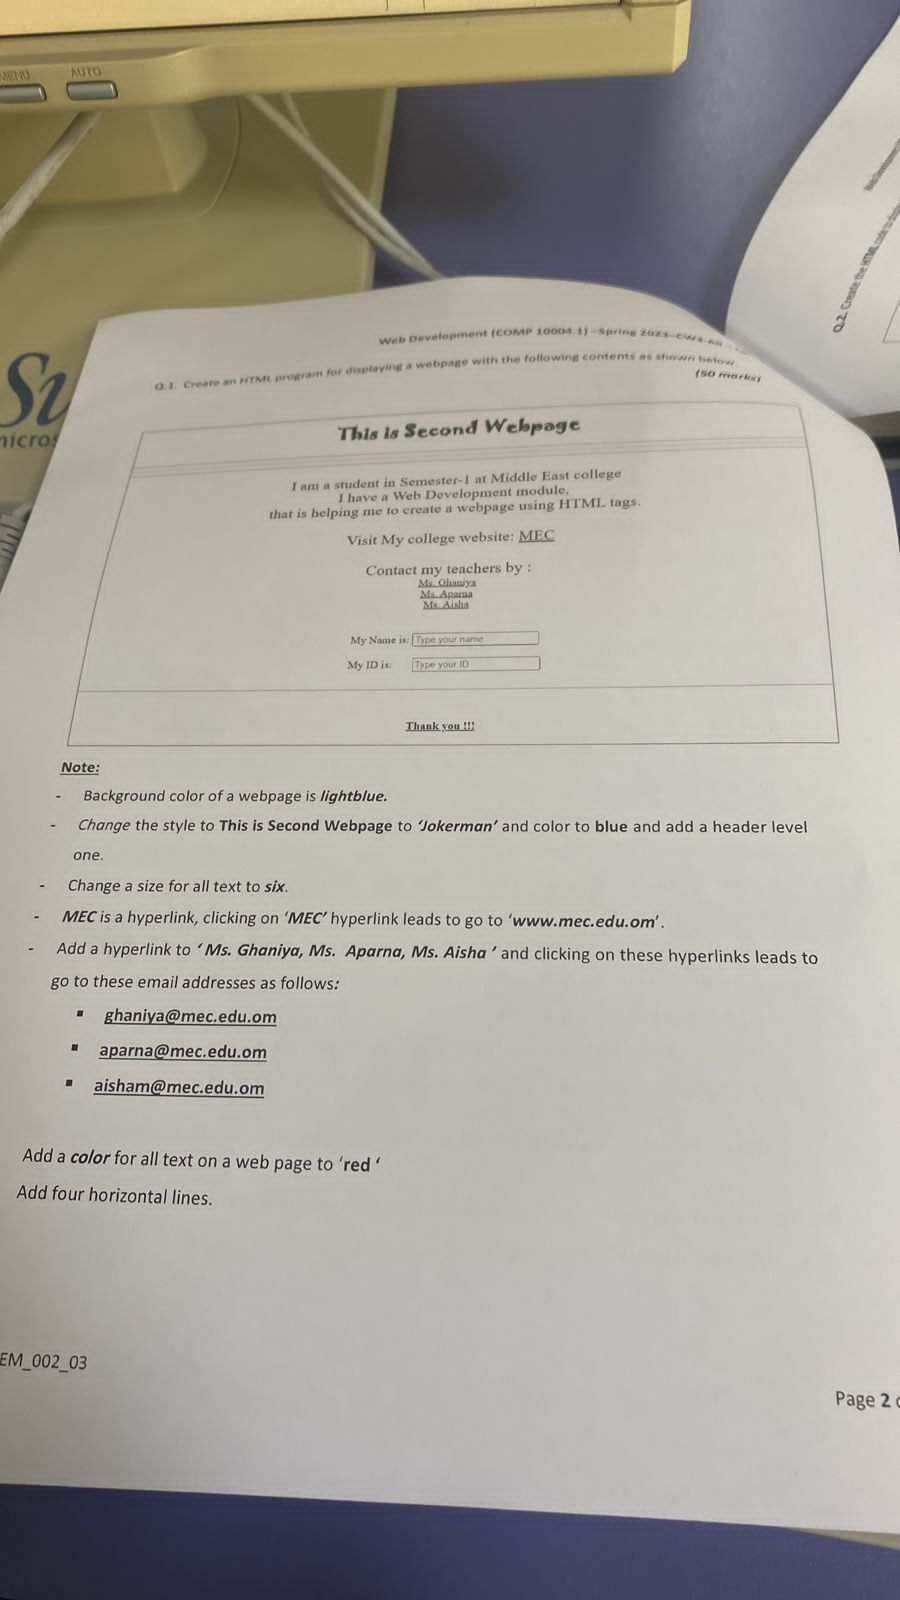 MENU AUTO
Su
micros
Web Development (COMP 10004.1) –Spring 2023–CW3
Q.1. Create an HTML program for displaying a webpage with the following contents as shown below.
(50 marks)
This is Second Webpage
I am a student in Semester-1 at Middle East college
I have a Web Development module,
that is helping me to create a webpage using HTML tags.
Visit My college website: MEC
Contact my teachers by :
Ms. Ghaniya
Ms. Aparna
Ms. Aisha
My Name is: Type your name
My ID is: Type your ID
Thank you !!!
Note:
- Background color of a webpage is lightblue.
- Change the style to This is Second Webpage to ‘Jokerman’ and color to blue and add a header level
one.
- Change a size for all text to six.
- MEC is a hyperlink, clicking on ‘MEC’ hyperlink leads to go to ‘www.mec.edu.om’.
- Add a hyperlink to ‘ Ms. Ghaniya, Ms. Aparna, Ms. Aisha ’ and clicking on these hyperlinks leads to
go to these email addresses as follows:
▪ ghaniya@mec.edu.om
▪ aparna@mec.edu.om
▪ aisham@mec.edu.om
Add a color for all text on a web page to ‘red ‘
Add four horizontal lines.
EM_002_03
Page 2
Q.2. Create the HTML code to